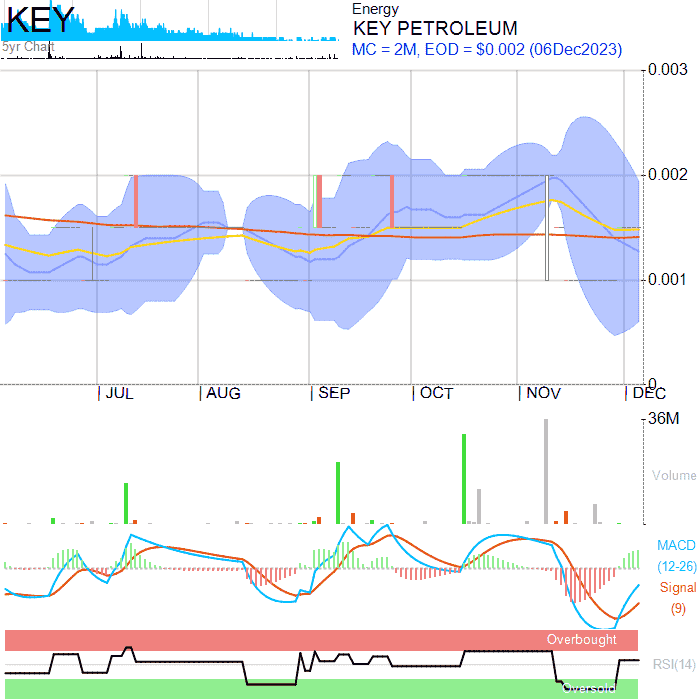 KEY
5yr Chart
Energy
KEY PETROLEUM
MC = 2M, EOD = $0.002 (06Dec2023)
0.003
0.002
0.001
0
JUL
AUG
SEP
OCT
NOV
DEC
36M
Volume
MACD
(12-26)
Signal
(9)
Overbought
RSI(14)
Oversold